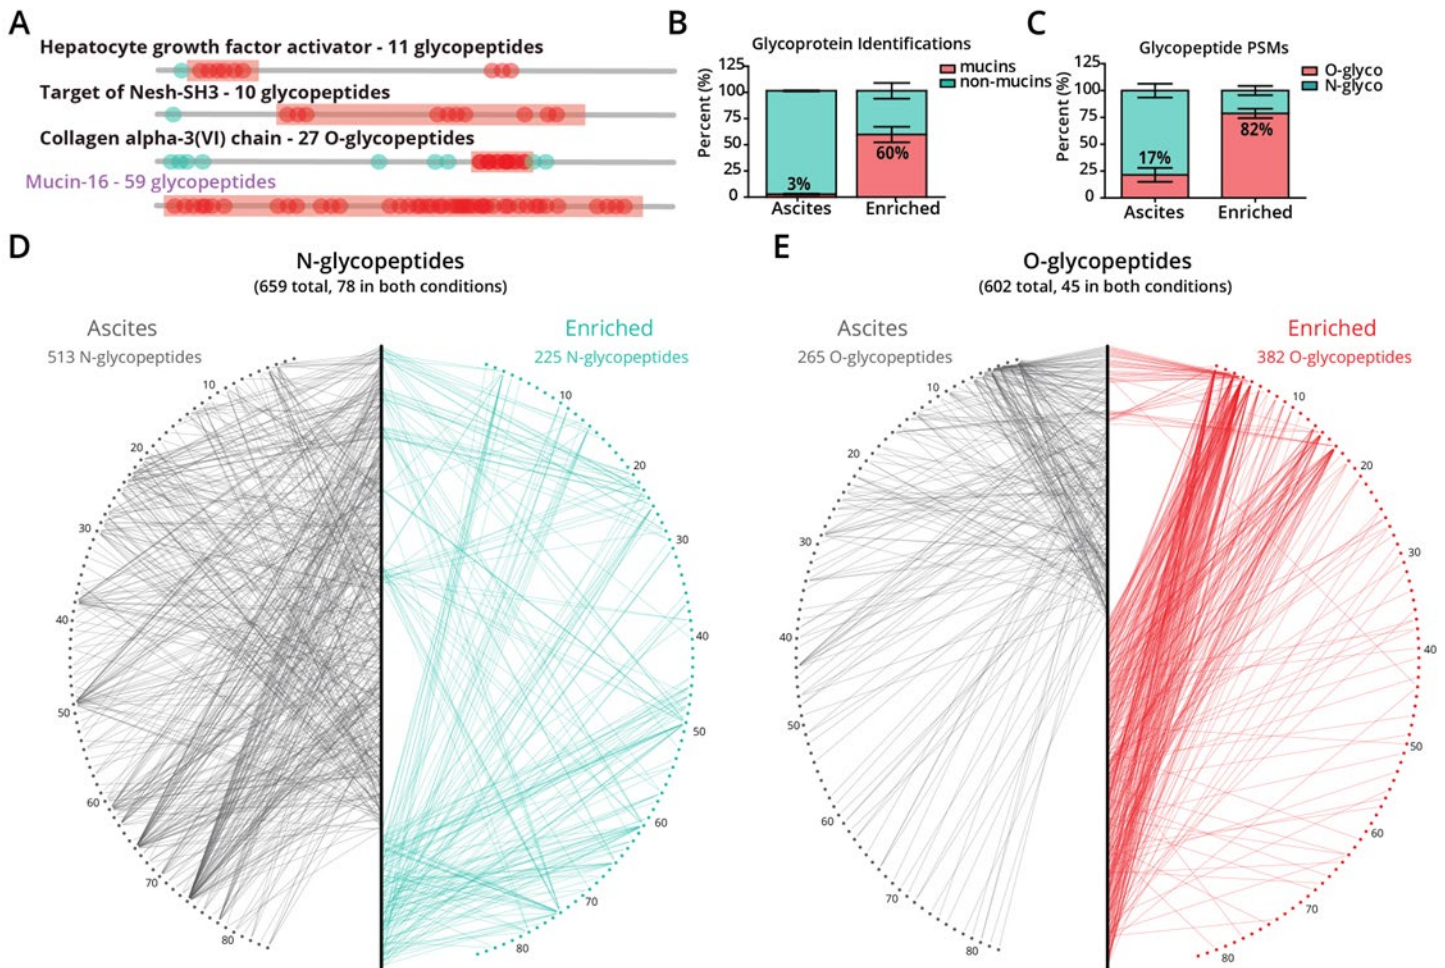 A
Hepatocyte growth factor activator - 11 glycopeptides
Target of Nesh-SH3 - 10 glycopeptides
Collagen alpha-3(VI) chain - 27 O-glycopeptides
Mucin-16 - 59 glycopeptides
B
Glycoprotein Identifications
mucins
non-mucins
Percent (%)
125
100
75
50
25
0
3%
60%
Ascites
Enriched
C
Glycopeptide PSMs
O-glyco
N-glyco
Percent (%)
125
100
75
50
25
0
17%
82%
Ascites
Enriched
D
N-glycopeptides
(659 total, 78 in both conditions)
Ascites
513 N-glycopeptides
Enriched
225 N-glycopeptides
10
20
30
40
50
60
70
80
10
20
30
40
50
60
70
80
E
O-glycopeptides
(602 total, 45 in both conditions)
Ascites
265 O-glycopeptides
Enriched
382 O-glycopeptides
10
20
30
40
50
60
70
80
10
20
30
40
50
60
70
80